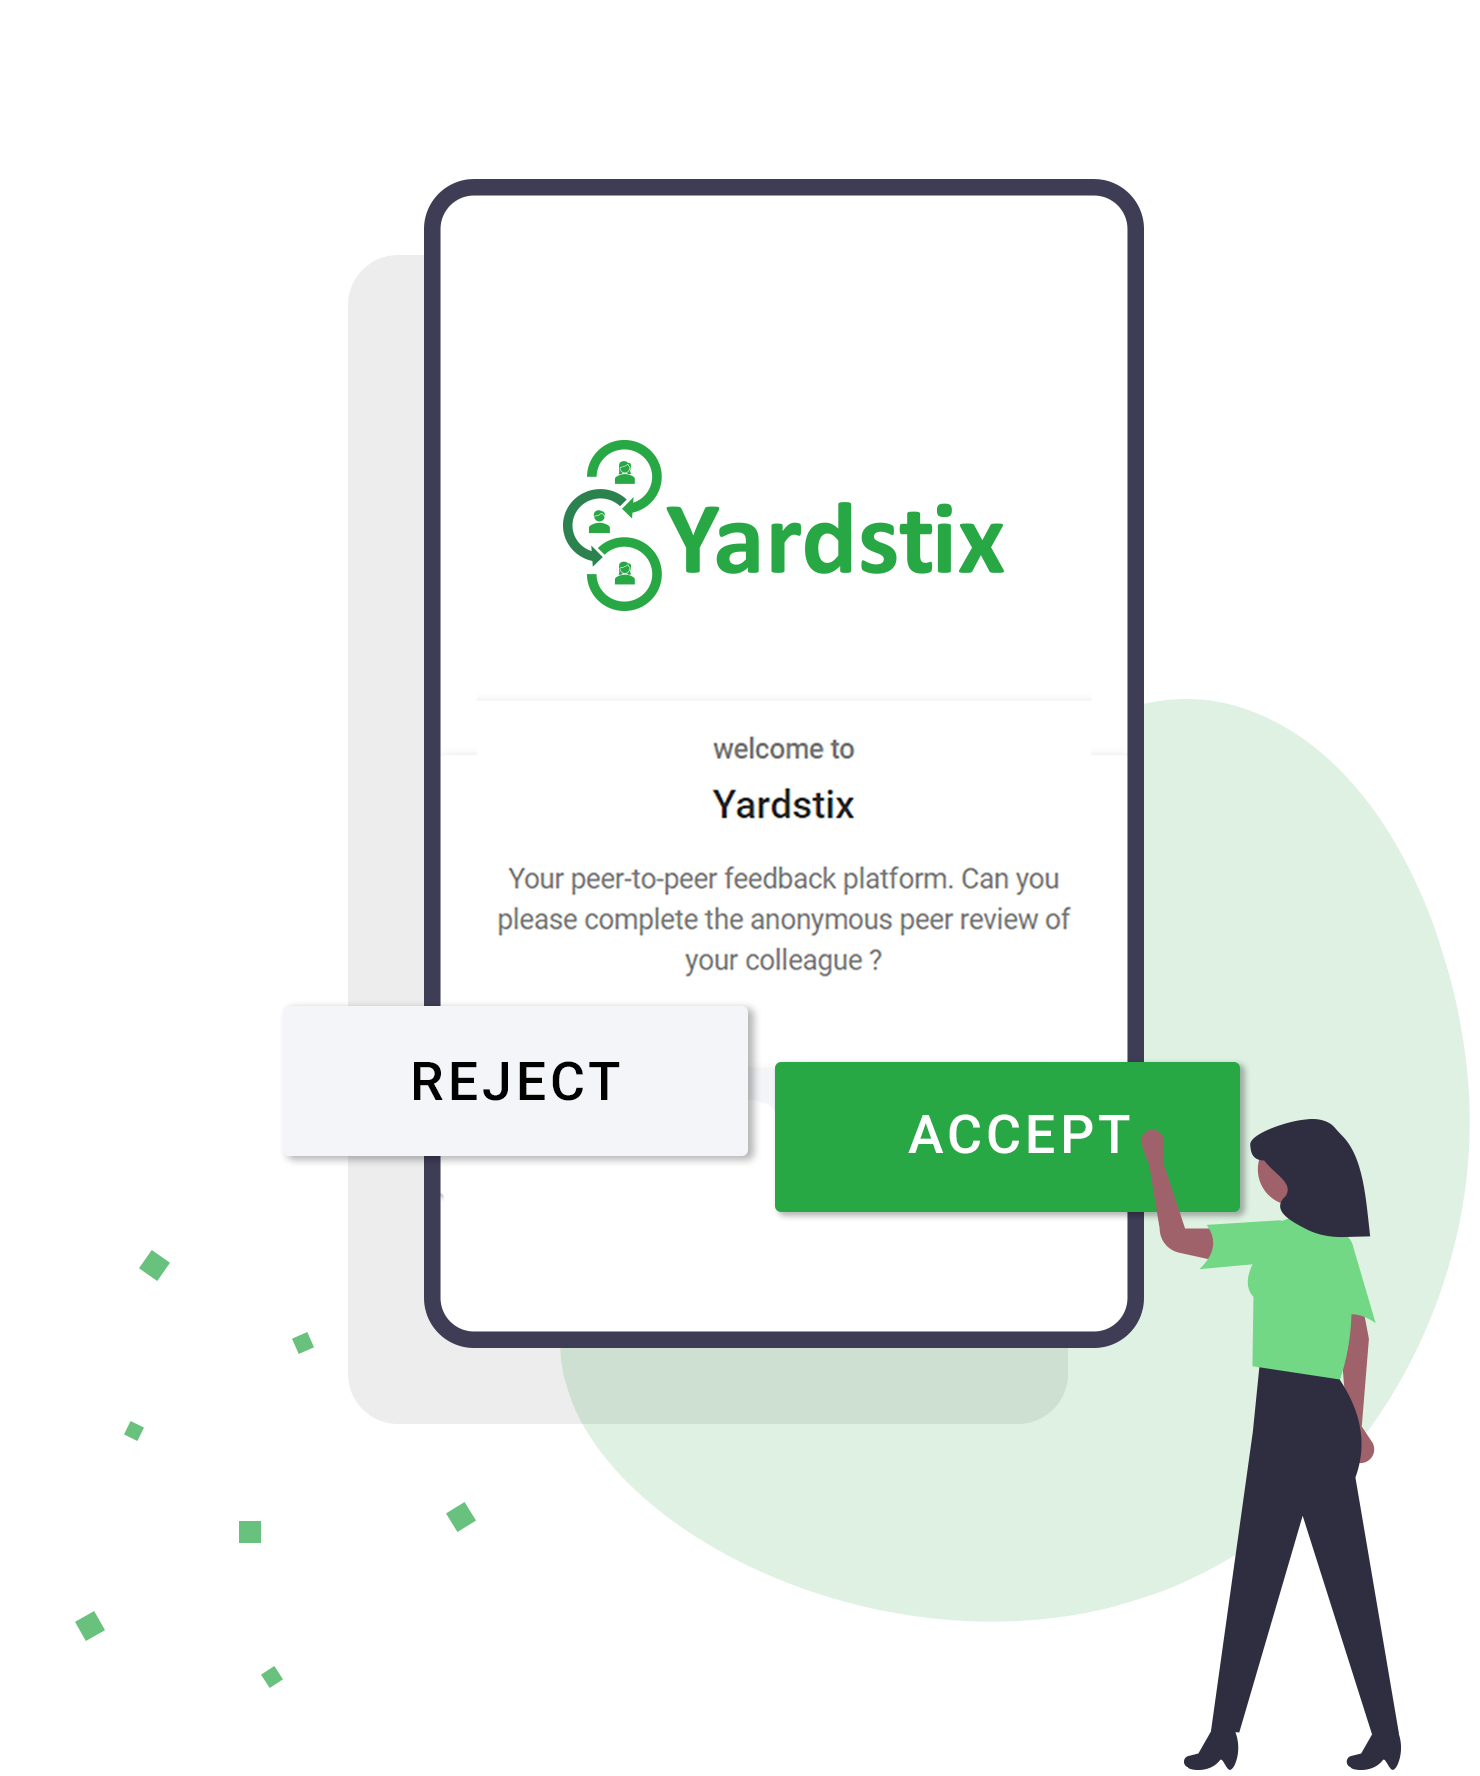 Yardstix
welcome to
Yardstix
Your peer-to-peer feedback platform. Can you
please complete the anonymous peer review of
your colleague ?
REJECT
ACCEPT